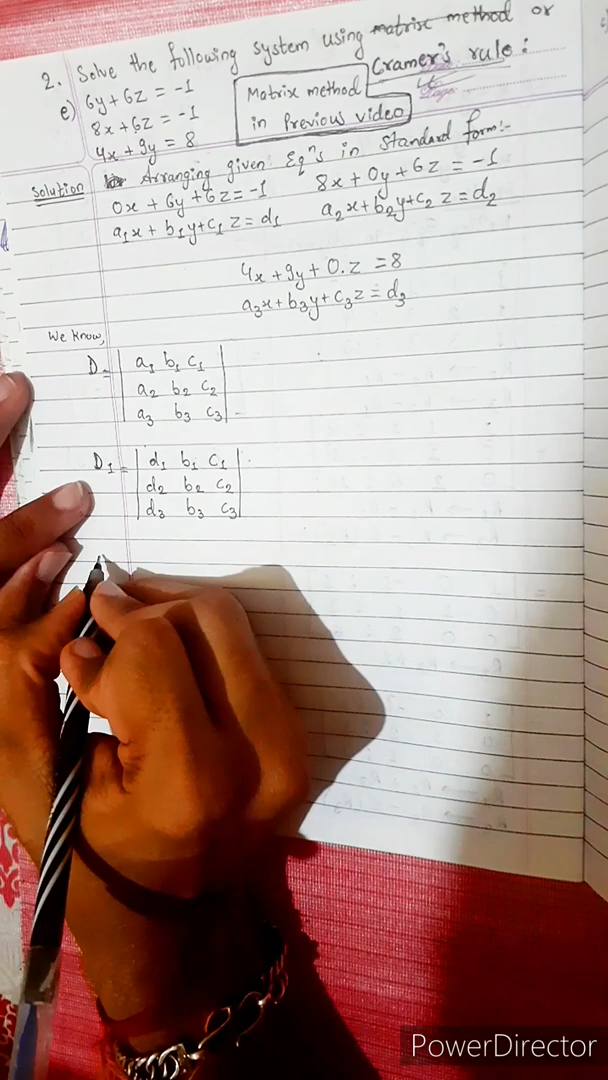 2. Solve the following system using matrix method or
Cramer's rule:
e) 6y + 6z = -1
8x + 6z = -1
4x + 9y = 8
Matrix method
in Previous video
Solution Arranging given Eqⁿs in standard form:-
0x + 6y + 6z = -1 8x + 0y + 6z = -1
a₁x + b₁y + c₁z = d₁ a₂x + b₂y + c₂z = d₂
4x + 9y + 0.z = 8
a₃x + b₃y + c₃z = d₃
We know,
D = | a₁ b₁ c₁ |
| a₂ b₂ c₂ |
| a₃ b₃ c₃ |
D₁ = | d₁ b₁ c₁ |
| d₂ b₂ c₂ |
| d₃ b₃ c₃ |
PowerDirector